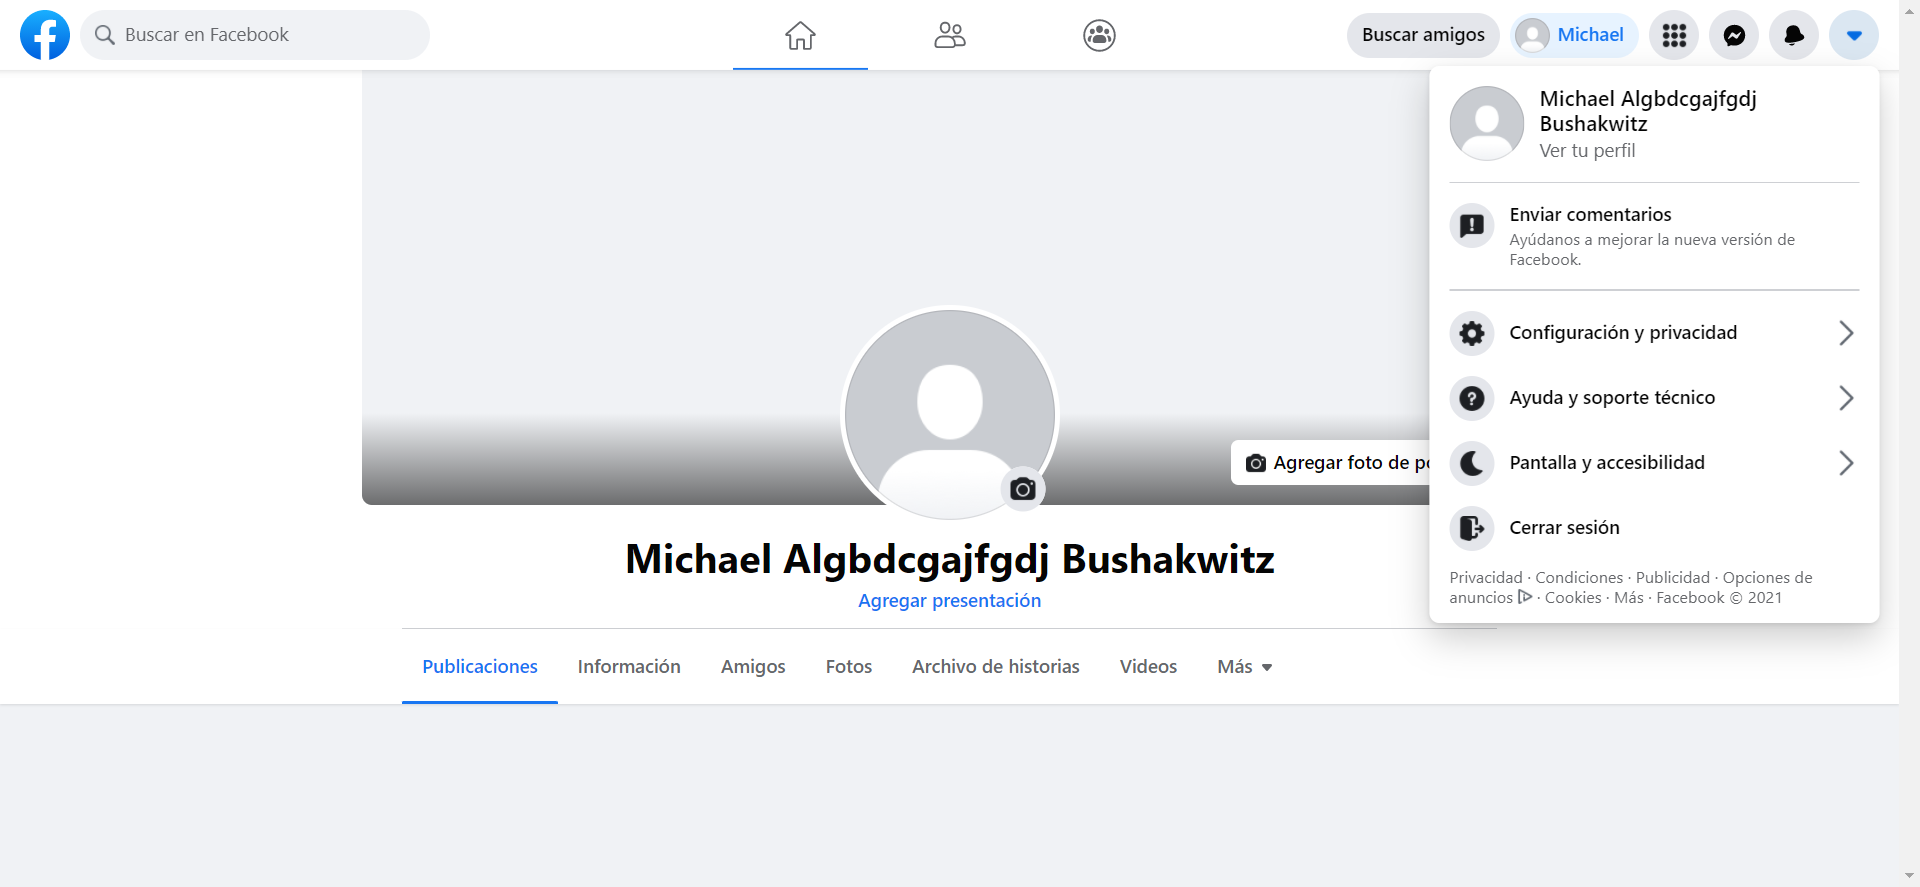 Buscar en Facebook
Buscar amigos
Michael
Michael Algbdcgajfgdj
Bushakwitz
Ver tu perfil
Enviar comentarios
Ayúdanos a mejorar la nueva versión de
Facebook.
Configuración y privacidad
Ayuda y soporte técnico
Pantalla y accesibilidad
Cerrar sesión
Privacidad · Condiciones · Publicidad · Opciones de
anuncios · Cookies · Más · Facebook © 2021
Agregar foto de
Michael Algbdcgajfgdj Bushakwitz
Agregar presentación
Publicaciones
Información
Amigos
Fotos
Archivo de historias
Videos
Más